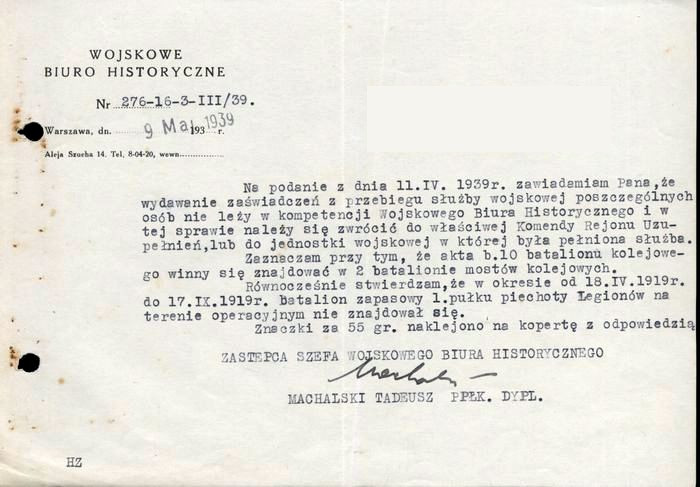 WOJSKOWE
BIURO HISTORYCZNE
Nr 276-16-3-III/39.
Warszawa, dn. 9 Maj 1939 193 r.
Aleja Szucha 14. Tel. 8-04-20, wewn.
Na podanie z dnia 11.IV. 1939r. zawiadamiam Pana,że
wydawanie zaświadczeń z przebiegu służby wojskowej poszczególnych
osób nie leży w kompetencji Wojskowego Biura Historycznego i w
tej sprawie należy się zwrócić do właściwej Komendy Rejonu Uzu-
pełnień,lub do jednostki wojskowej w której była pełniona służba.
Zaznaczam przy tym, że akta b.10 batalionu kolejowe-
go winny się znajdować w 2 batalionie mostów kolejowych.
Równocześnie stwierdzam,że w okresie od 18.IV.1919r.
do 17.IX.1919r. batalion zapasowy 1.pułku piechoty Legionów na
terenie operacyjnym nie znajdował się.
Znaczki za 55 gr. naklejono na kopertę z odpowiedzią
ZASTĘPCA SZEFA WOJSKOWEGO BIURA HISTORYCZNEGO
Machalski
MACHALSKI TADEUSZ PPŁK. DYPL.
HZ